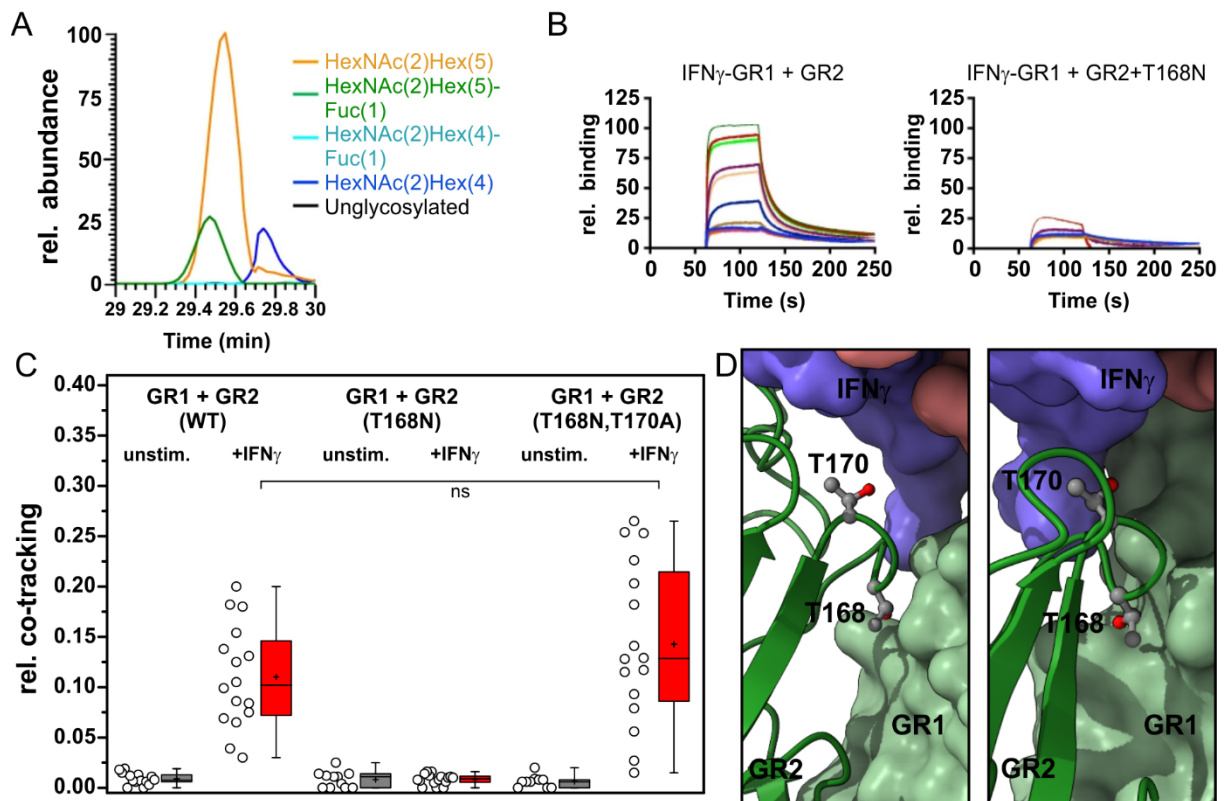 A
rel. abundance
100
75
50
25
0
29 29.2 29.4 29.6 29.8 30
Time (min)
HexNAc(2)Hex(5)
HexNAc(2)Hex(5)-
Fuc(1)
HexNAc(2)Hex(4)-
Fuc(1)
HexNAc(2)Hex(4)
Unglycosylated
B
IFNγ-GR1 + GR2
rel. binding
125
100
75
50
25
0
0 50 100 150 200 250
Time (s)
IFNγ-GR1 + GR2+T168N
rel. binding
125
100
75
50
25
0
0 50 100 150 200 250
Time (s)
C
rel. co-tracking
0.40
0.35
0.30
0.25
0.20
0.15
0.10
0.05
0.00
GR1 + GR2
(WT)
unstim. +IFNγ
GR1 + GR2
(T168N)
unstim. +IFNγ
GR1 + GR2
(T168N,T170A)
unstim. +IFNγ
ns
D
IFNγ
T170
T168
GR1
GR2
IFNγ
T170
T168
GR1
GR2